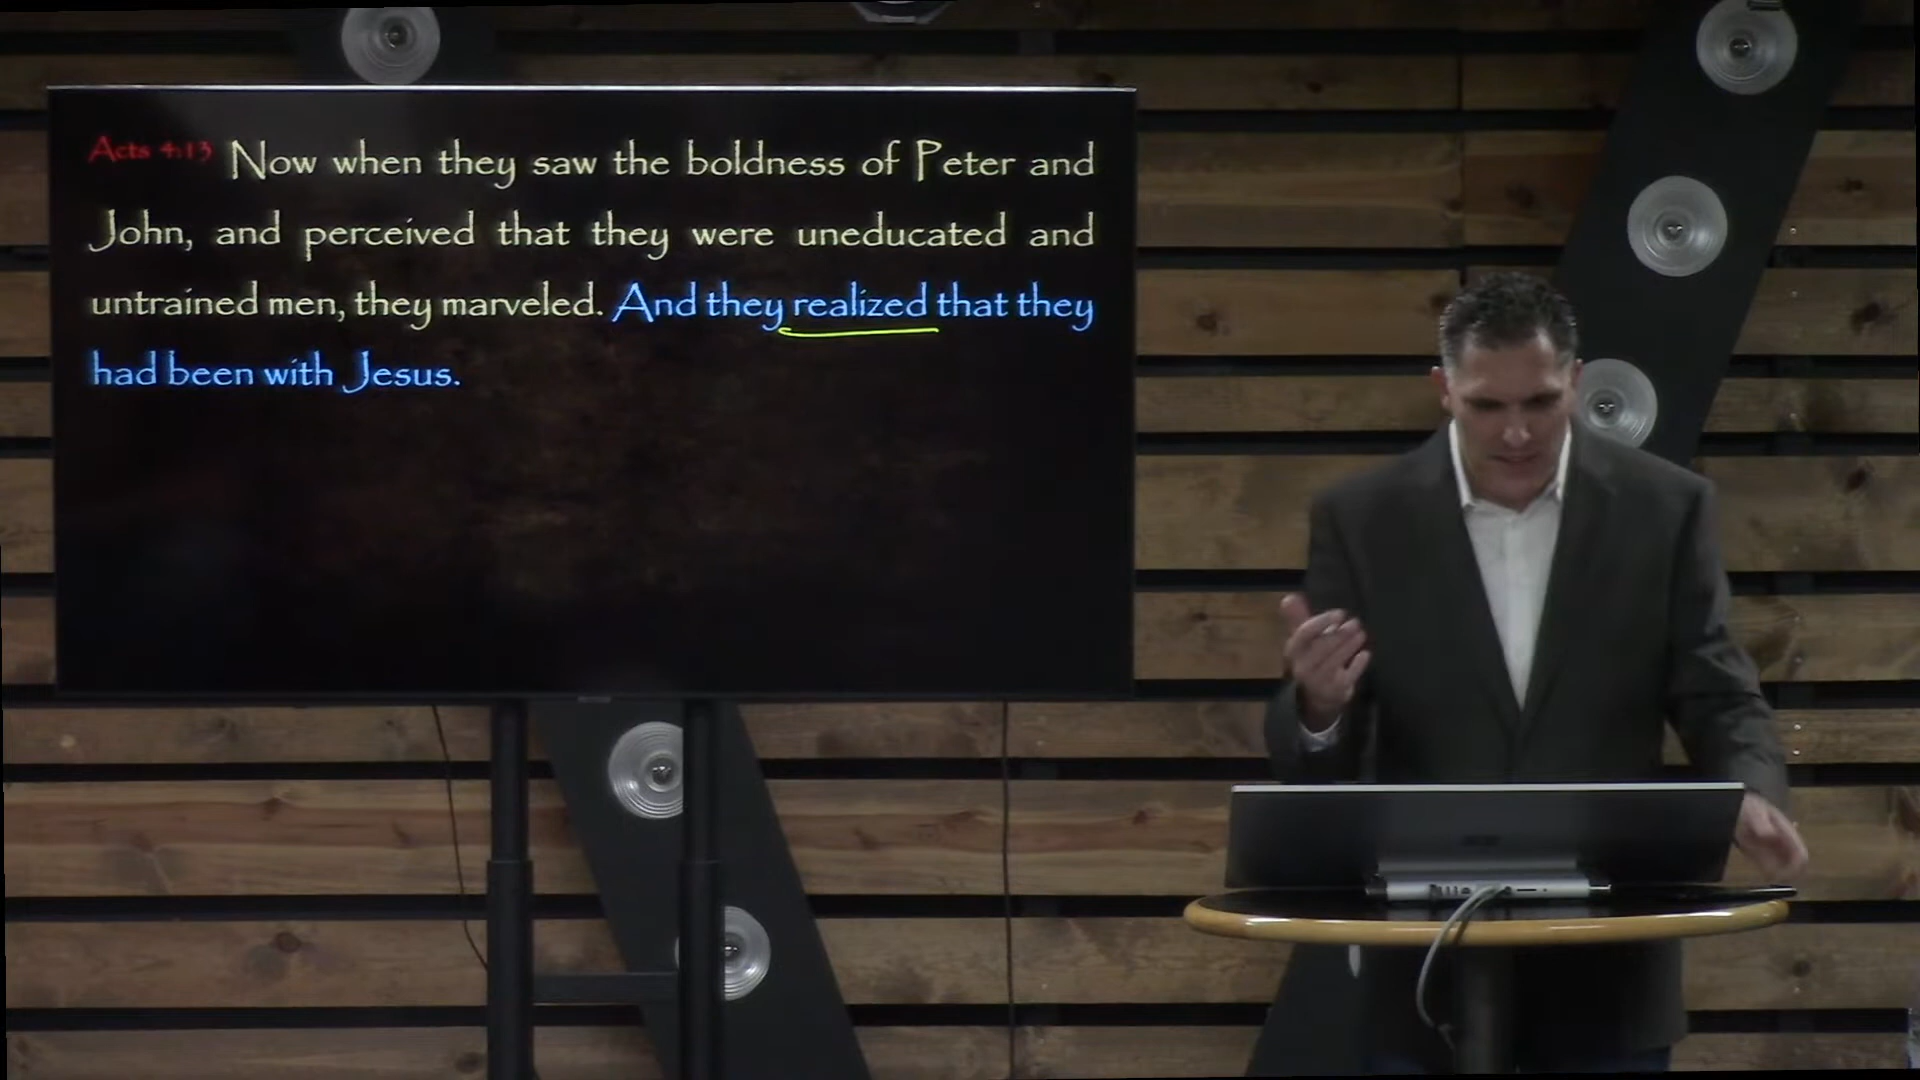 Acts 4:13 Now when they saw the boldness of Peter and
John, and perceived that they were uneducated and
untrained men, they marveled. And they realized that they
had been with Jesus.